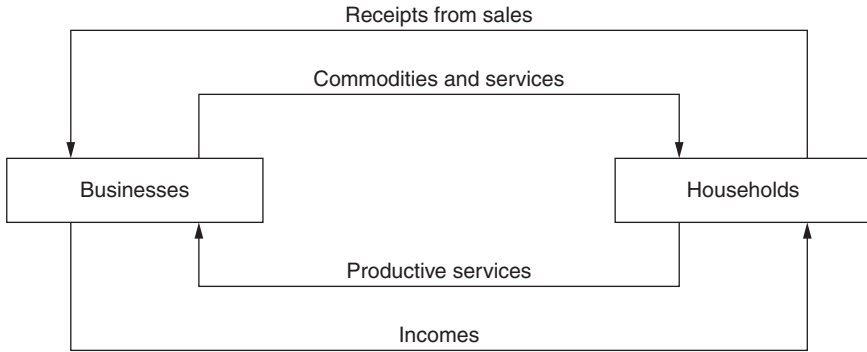 Receipts from sales
Commodities and services
Businesses
Households
Productive services
Incomes